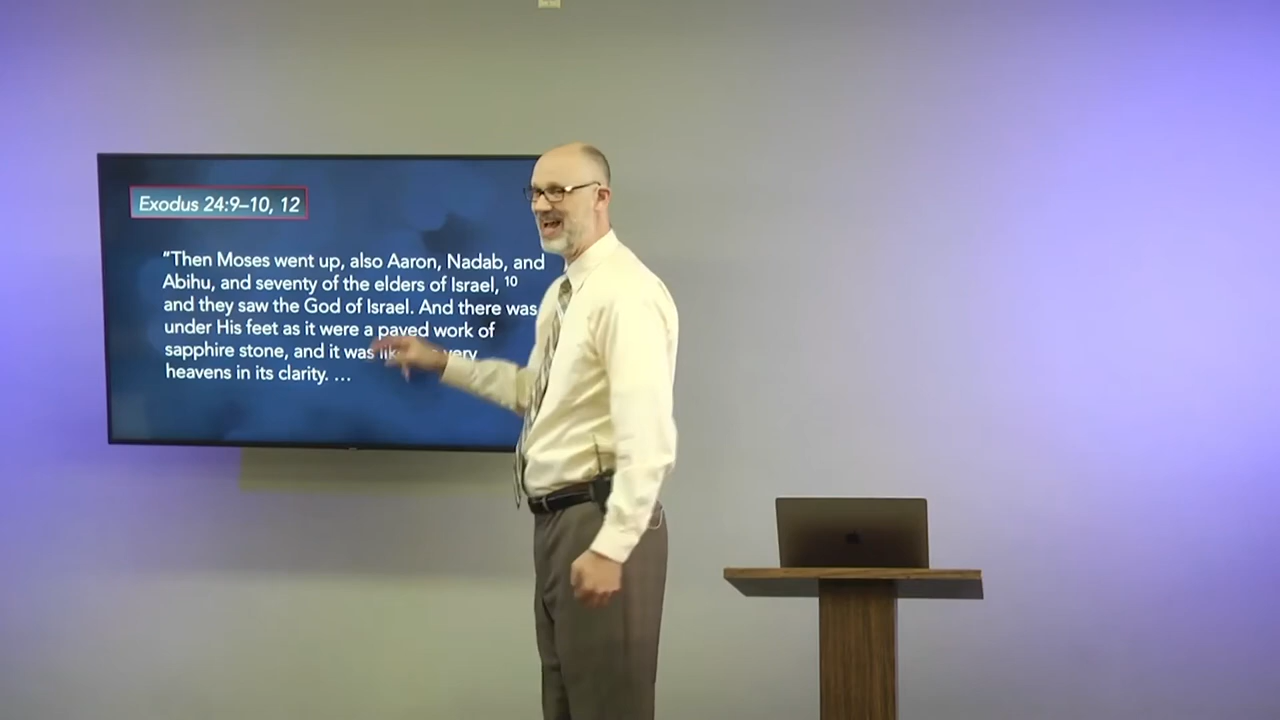 Exodus 24:9–10, 12
“Then Moses went up, also Aaron, Nadab, and
Abihu, and seventy of the elders of Israel, 10
and they saw the God of Israel. And there was
under His feet as it were a paved work of
sapphire stone, and it was very
heavens in its clarity. …